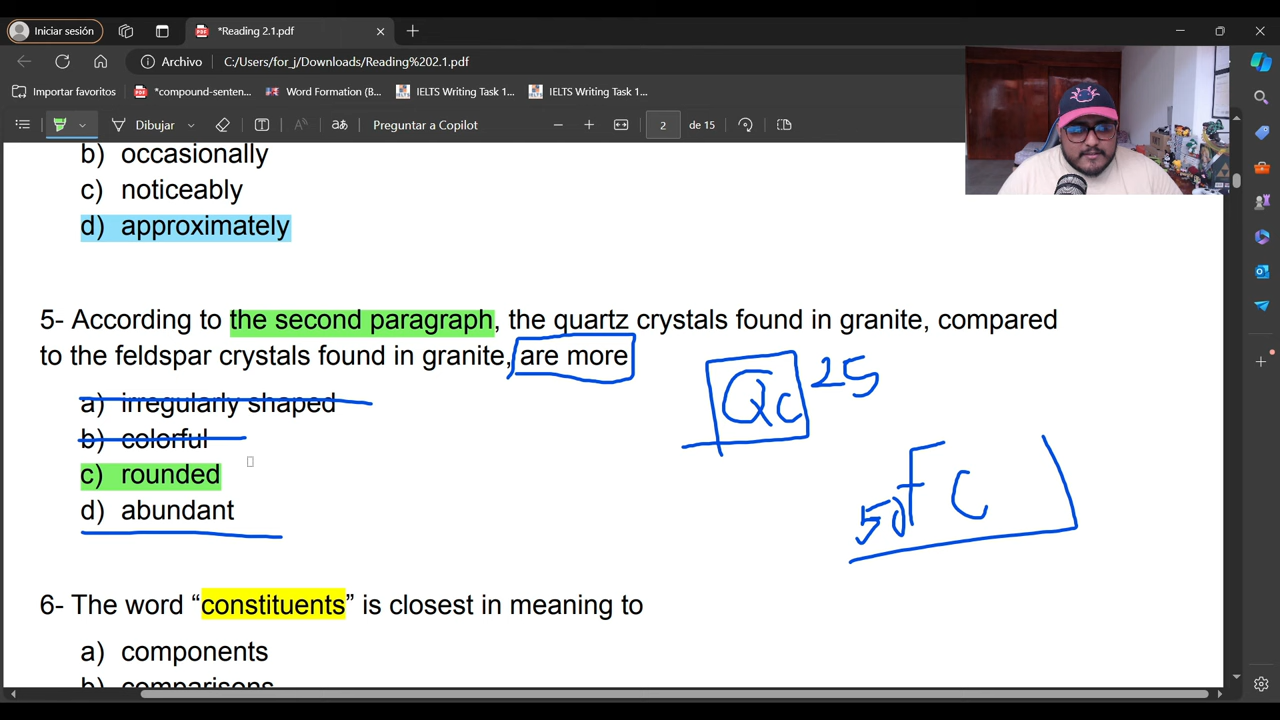 Iniciar sesión
*Reading 2.1.pdf
Archivo C:/Users/for_j/Downloads/Reading%202.1.pdf
Importar favoritos *compound-senten... Word Formation (B... IELTS Writing Task 1... IELTS Writing Task 1...
Dibujar aあ Preguntar a Copilot 2 de 15
b) occasionally
c) noticeably
d) approximately
5- According to the second paragraph, the quartz crystals found in granite, compared
to the feldspar crystals found in granite, are more
Qc 25
a) irregularly shaped
b) colorful
c) rounded
50 FC
d) abundant
6- The word “constituents” is closest in meaning to
a) components
b) comparisons